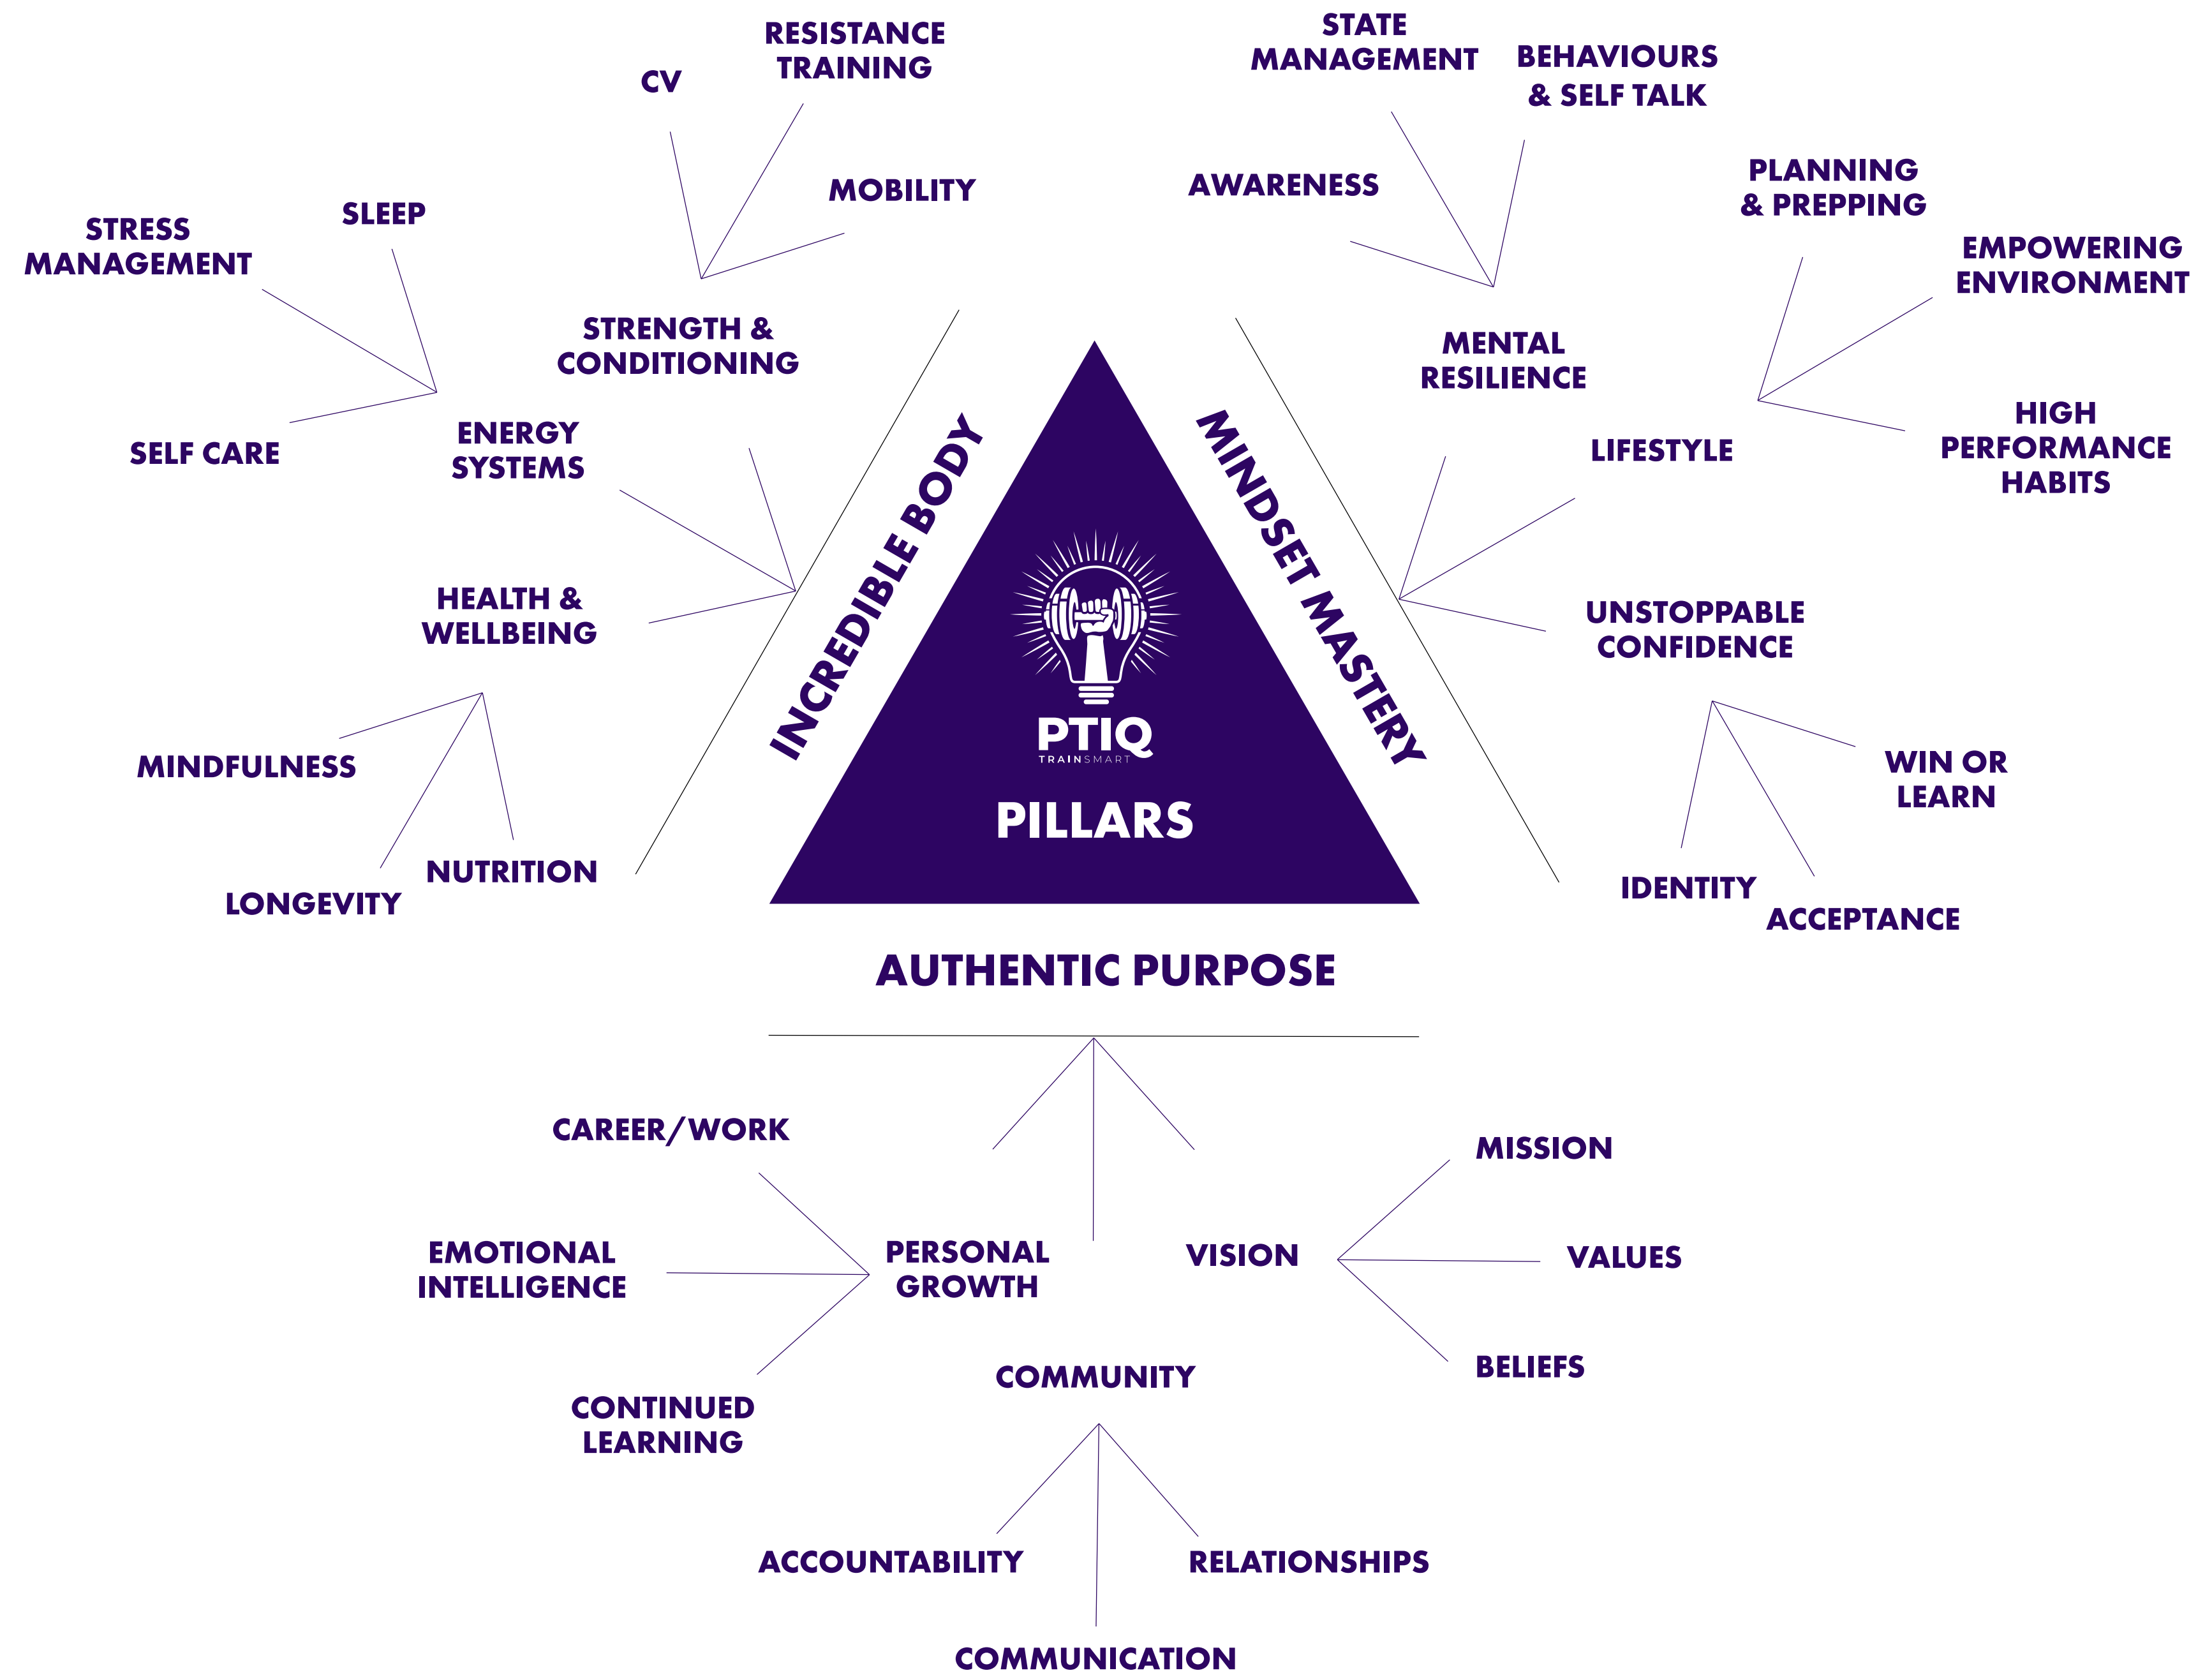 RESISTANCE
TRAINING
CV
MOBILITY
STRENGTH &
CONDITIONING
SLEEP
STRESS
MANAGEMENT
SELF CARE
ENERGY
SYSTEMS
HEALTH &
WELLBEING
MINDFULNESS
LONGEVITY
NUTRITION
INCREDIBLE BODY
STATE
MANAGEMENT
BEHAVIOURS
& SELF TALK
AWARENESS
MENTAL
RESILIENCE
PLANNING
& PREPPING
EMPOWERING
ENVIRONMENT
HIGH
PERFORMANCE
HABITS
LIFESTYLE
UNSTOPPABLE
CONFIDENCE
WIN OR
LEARN
IDENTITY
ACCEPTANCE
MINDSET MASTERY
PTIQ
TRAINSMART
PILLARS
AUTHENTIC PURPOSE
CAREER/WORK
EMOTIONAL
INTELLIGENCE
CONTINUED
LEARNING
PERSONAL
GROWTH
VISION
MISSION
VALUES
BELIEFS
COMMUNITY
ACCOUNTABILITY
RELATIONSHIPS
COMMUNICATION